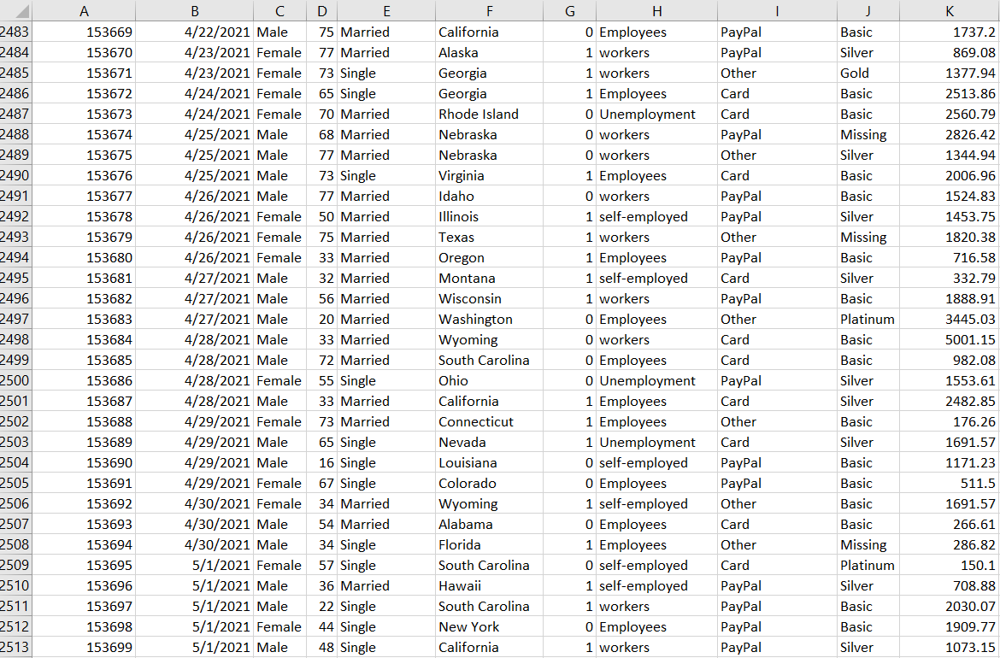 A B C D E F G H I J K
2483 153669 4/22/2021 Male 75 Married California 0 Employees PayPal Basic 1737.2
2484 153670 4/23/2021 Female 77 Married Alaska 1 workers PayPal Silver 869.08
2485 153671 4/23/2021 Female 73 Single Georgia 1 workers Other Gold 1377.94
2486 153672 4/24/2021 Female 65 Single Georgia 1 Employees Card Basic 2513.86
2487 153673 4/24/2021 Female 70 Married Rhode Island 0 Unemployment Card Basic 2560.79
2488 153674 4/25/2021 Male 68 Married Nebraska 0 workers PayPal Missing 2826.42
2489 153675 4/25/2021 Male 77 Married Nebraska 0 workers Other Silver 1344.94
2490 153676 4/25/2021 Male 73 Single Virginia 1 Employees Card Basic 2006.96
2491 153677 4/26/2021 Male 77 Married Idaho 0 workers PayPal Basic 1524.83
2492 153678 4/26/2021 Female 50 Married Illinois 1 self-employed PayPal Silver 1453.75
2493 153679 4/26/2021 Female 75 Married Texas 1 workers Other Missing 1820.38
2494 153680 4/26/2021 Female 33 Married Oregon 1 Employees PayPal Basic 716.58
2495 153681 4/27/2021 Male 32 Married Montana 1 self-employed Card Silver 332.79
2496 153682 4/27/2021 Male 56 Married Wisconsin 1 workers PayPal Basic 1888.91
2497 153683 4/27/2021 Male 20 Married Washington 0 Employees Other Platinum 3445.03
2498 153684 4/28/2021 Male 33 Married Wyoming 0 workers Card Basic 5001.15
2499 153685 4/28/2021 Male 72 Married South Carolina 0 Employees Card Basic 982.08
2500 153686 4/28/2021 Female 55 Single Ohio 0 Unemployment PayPal Silver 1553.61
2501 153687 4/28/2021 Male 33 Married California 1 Employees Card Silver 2482.85
2502 153688 4/29/2021 Female 73 Married Connecticut 1 Employees Other Basic 176.26
2503 153689 4/29/2021 Male 65 Single Nevada 1 Unemployment Card Silver 1691.57
2504 153690 4/29/2021 Male 16 Single Louisiana 0 self-employed PayPal Basic 1171.23
2505 153691 4/29/2021 Female 67 Single Colorado 0 Employees PayPal Basic 511.5
2506 153692 4/30/2021 Female 34 Married Wyoming 1 self-employed Other Basic 1691.57
2507 153693 4/30/2021 Male 54 Married Alabama 0 Employees Card Basic 266.61
2508 153694 4/30/2021 Male 34 Single Florida 1 Employees Other Missing 286.82
2509 153695 5/1/2021 Female 57 Single South Carolina 0 self-employed Card Platinum 150.1
2510 153696 5/1/2021 Male 36 Married Hawaii 1 self-employed PayPal Silver 708.88
2511 153697 5/1/2021 Male 22 Single South Carolina 1 workers PayPal Basic 2030.07
2512 153698 5/1/2021 Female 44 Single New York 0 Employees PayPal Basic 1909.77
2513 153699 5/1/2021 Male 48 Single California 1 workers PayPal Silver 1073.15